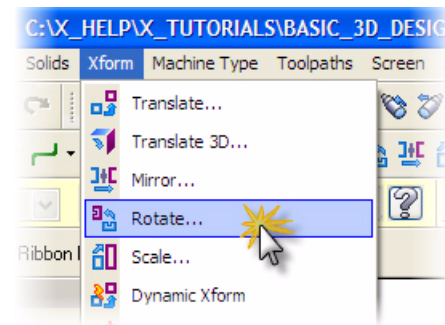 C:\X_HELP\X_TUTORIALS\BASIC_3D_DESIG
Solids Xform Machine Type Toolpaths Screen
Translate...
Translate 3D...
Mirror...
Rotate...
Ribbon
Scale...
Dynamic Xform